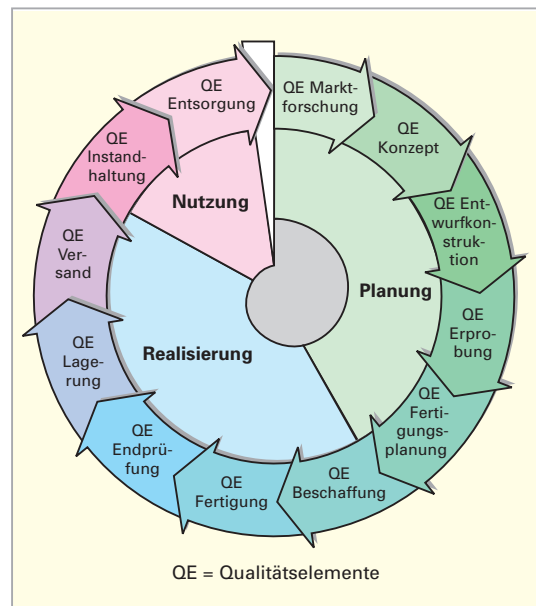 QE Markt-
forschung
QE
Konzept
QE Ent-
wurfkon-
struk-
tion
QE
Erpro-
bung
QE
Ferti-
gungs-
planung
QE
Beschaffung
QE
Fertigung
QE
Endprü-
fung
QE
Lage-
rung
QE
Ver-
sand
QE
Instand-
haltung
QE
Entsorgung
Nutzung
Planung
Realisierung
QE = Qualitätselemente